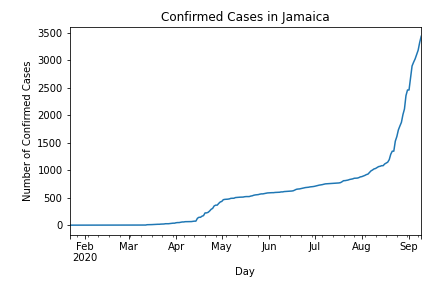 Confirmed Cases in Jamaica
Number of Confirmed Cases
3500
3000
2500
2000
1500
1000
500
0
Feb Mar Apr May Jun Jul Aug Sep
2020
Day